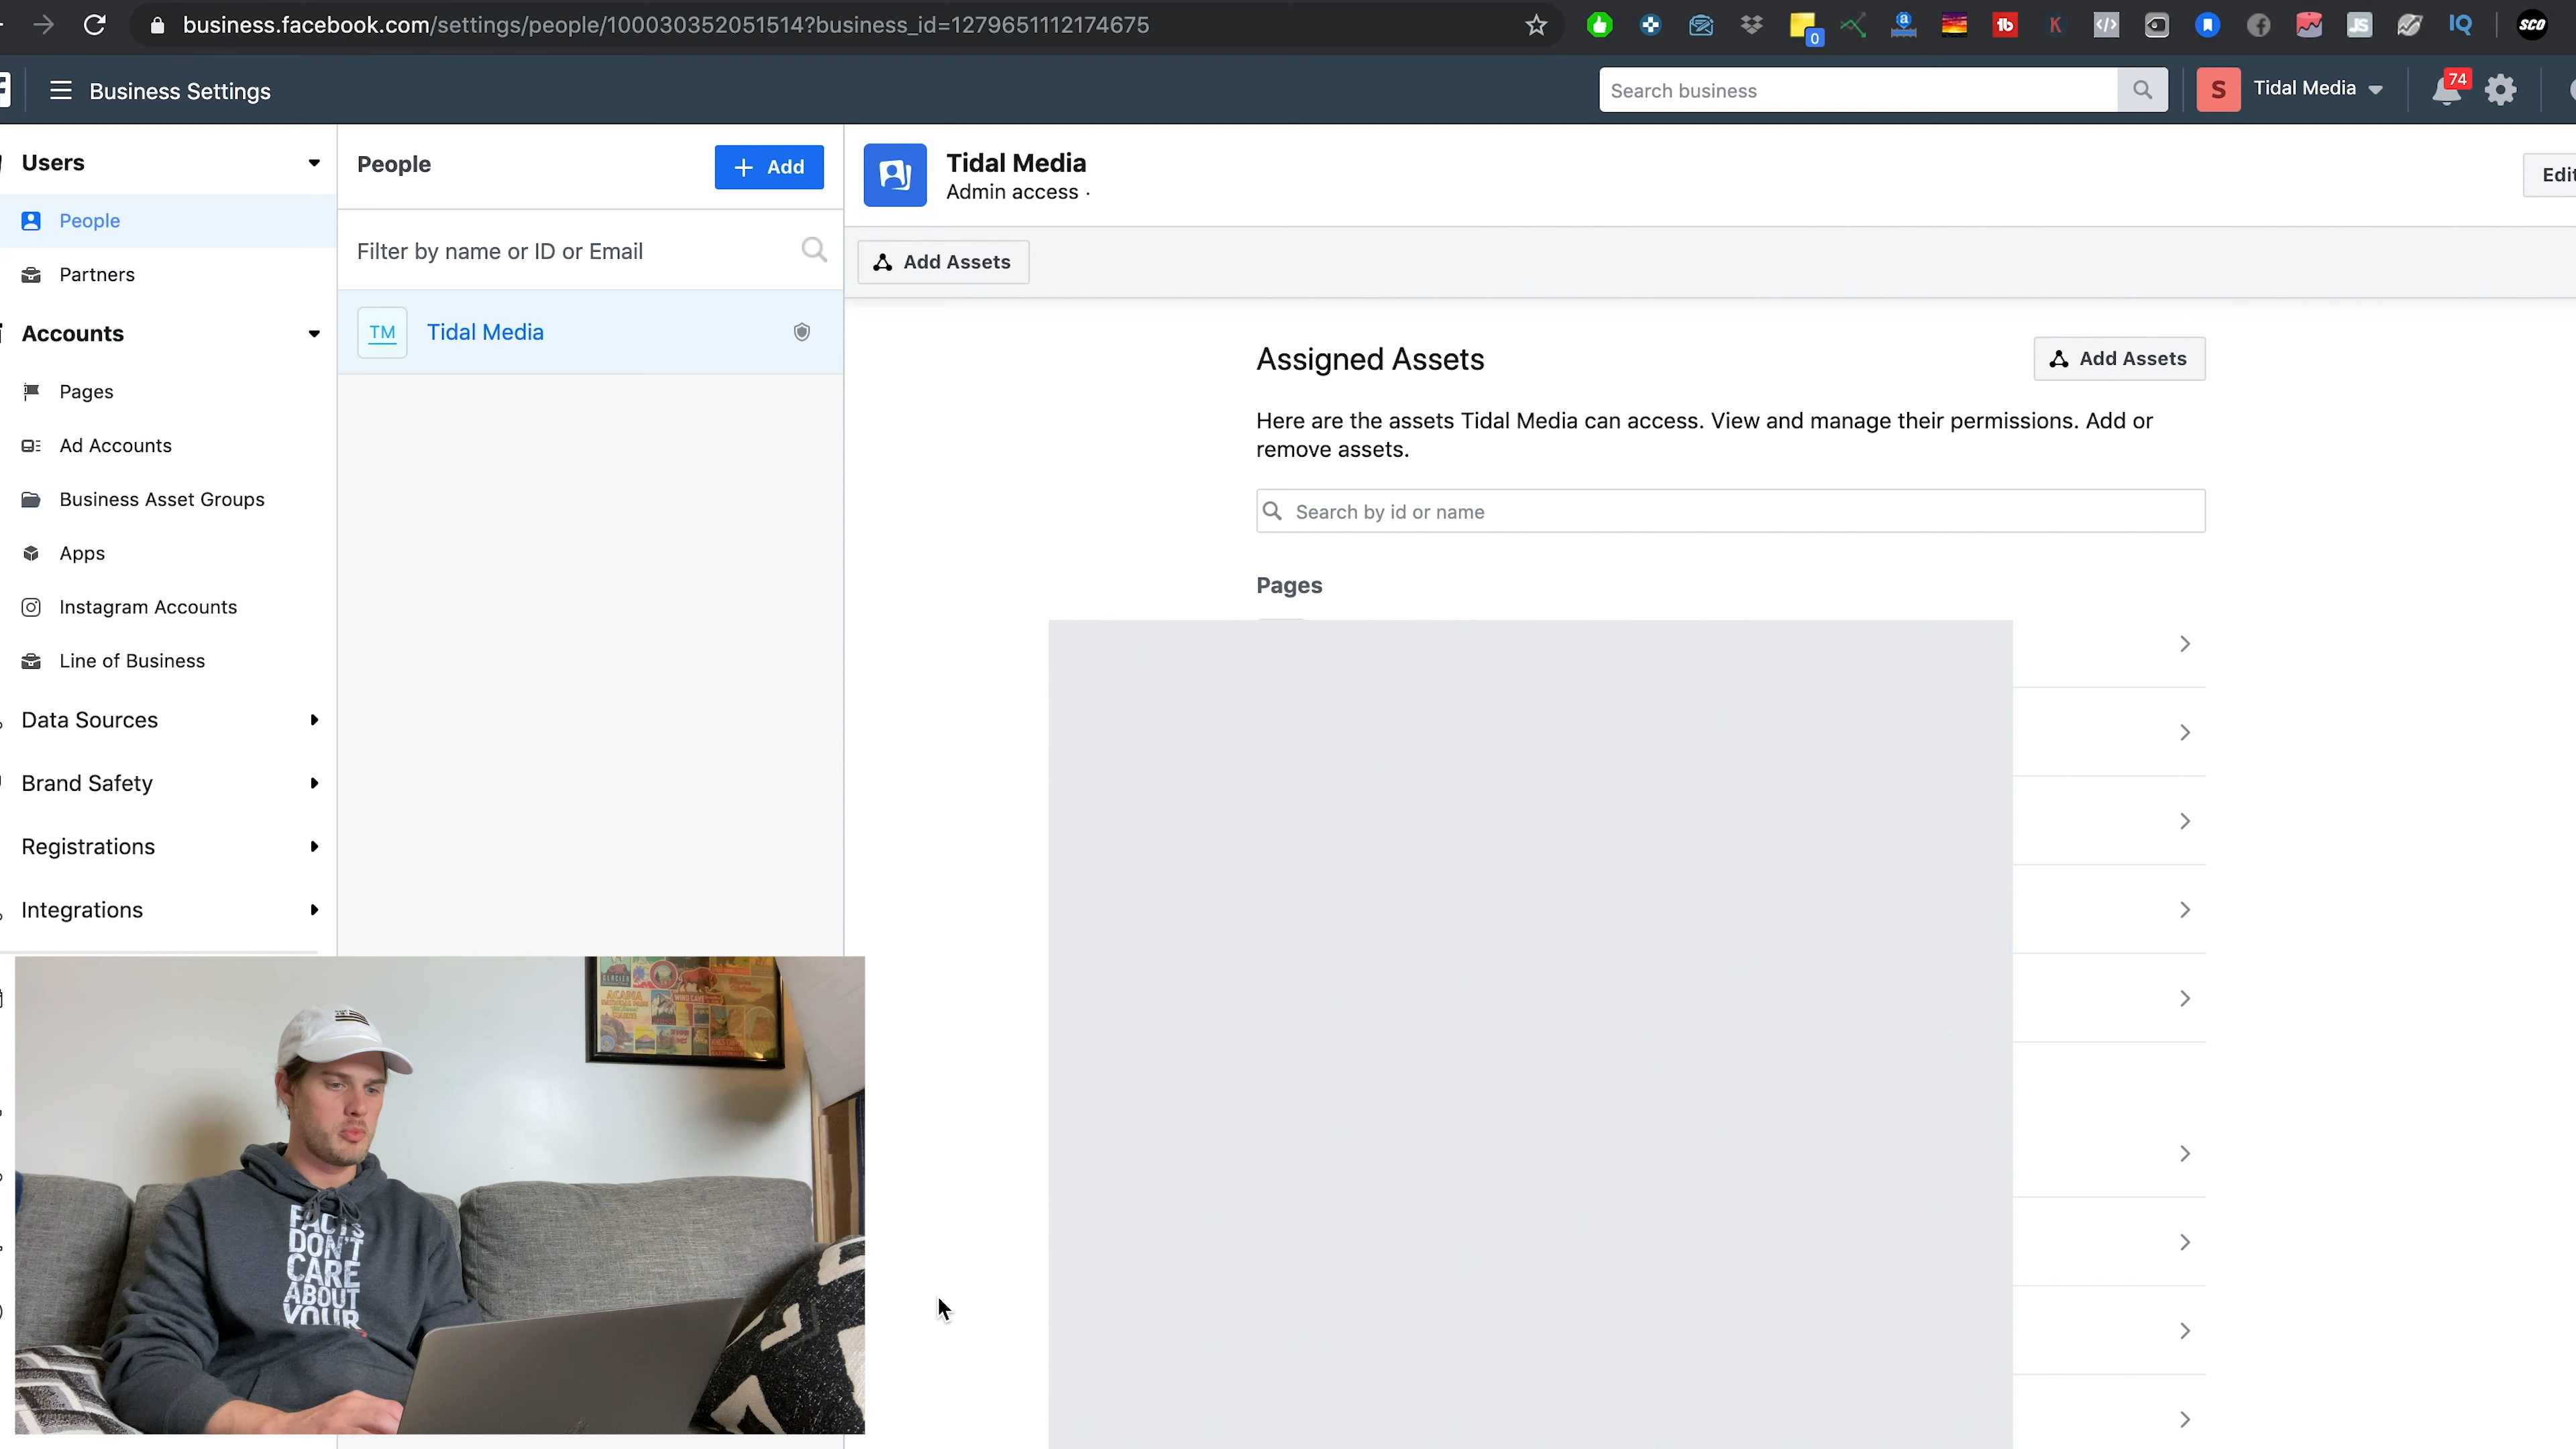 business.facebook.com/settings/people/100030352051514?business_id=1279651112174675
0
IQ
SCO
Business Settings
Search business
S
Tidal Media
74
Users
People
Partners
Accounts
Pages
Ad Accounts
Business Asset Groups
Apps
Instagram Accounts
Line of Business
Data Sources
Brand Safety
Registrations
Integrations
People
+ Add
Filter by name or ID or Email
TM
Tidal Media
Tidal Media
Admin access ·
Edit
Add Assets
Assigned Assets
Add Assets
Here are the assets Tidal Media can access. View and manage their permissions. Add or
remove assets.
Search by id or name
Pages
FACTS
DON'T
CARE
ABOUT
YOUR